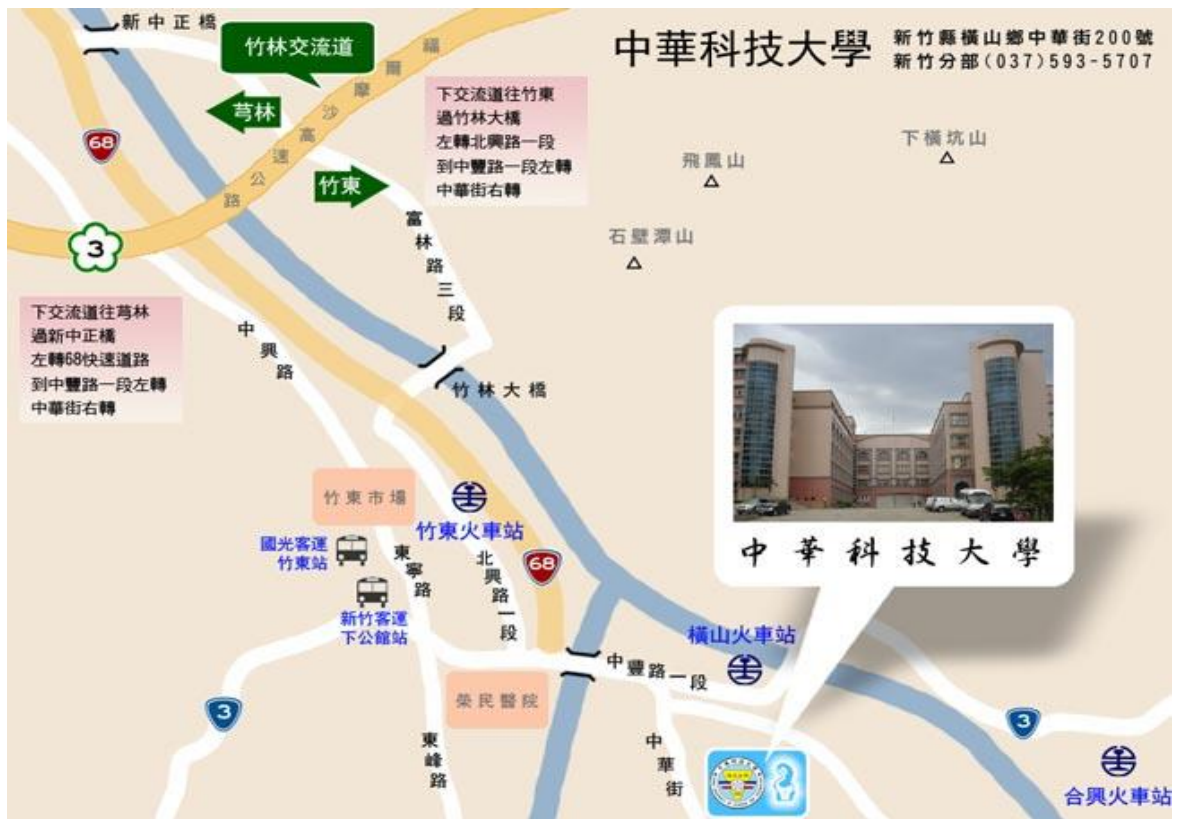 新中正橋
竹林交流道
福爾摩沙高速公路
中華科技大學
新竹縣橫山鄉中華街200號
新竹分部(037)593-5707
芎林
68
下交流道往竹東
過竹林大橋
左轉北興路一段
到中豐路一段左轉
中華街右轉
飛鳳山
下橫坑山
竹東
石壁潭山
富林路三段
3
下交流道往芎林
過新中正橋
左轉68快速道路
到中豐路一段左轉
中華街右轉
中興路
竹林大橋
竹東市場
竹東火車站
國光客運
竹東站
東寧路
北興路一段
68
中華科技大學
新竹客運
下公館站
橫山火車站
中豐路一段
榮民醫院
3
3
東峰路
中華街
合興火車站